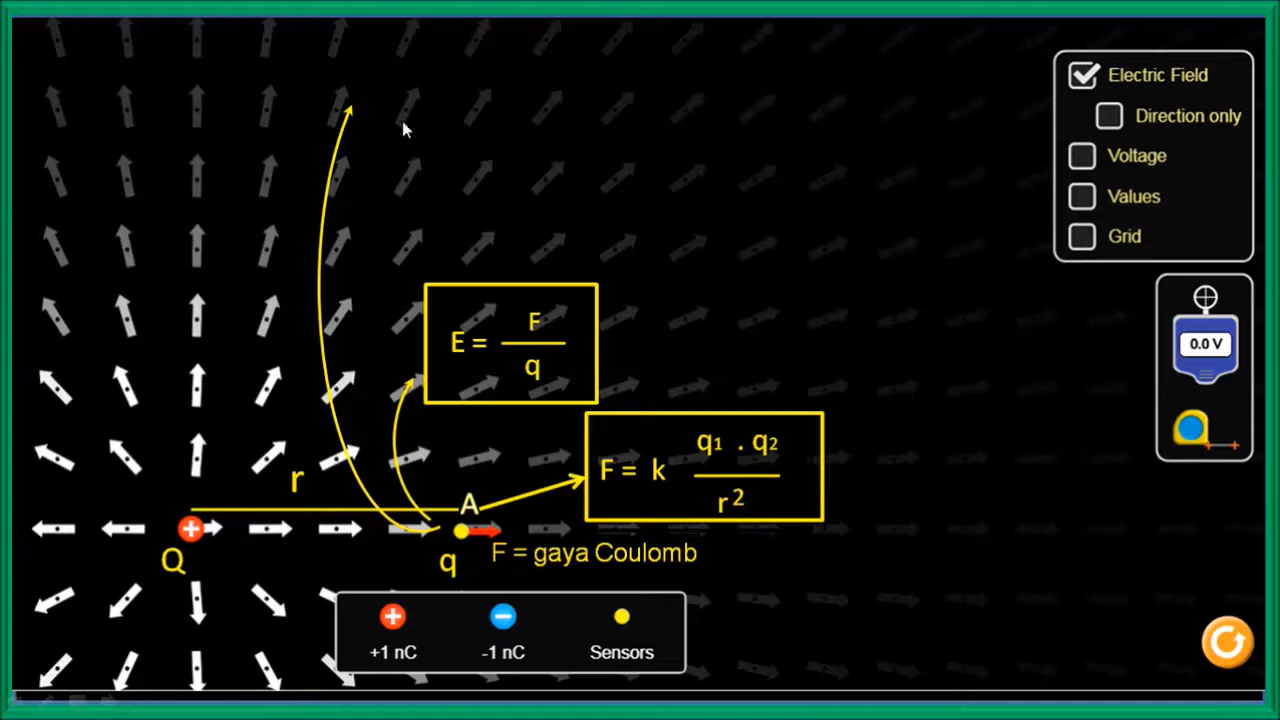 Electric Field
Direction only
Voltage
Values
Grid
0.0 V
E = F
q
F = k q1 . q2
r2
r
A
Q
q
F = gaya Coulomb
+1 nC
-1 nC
Sensors